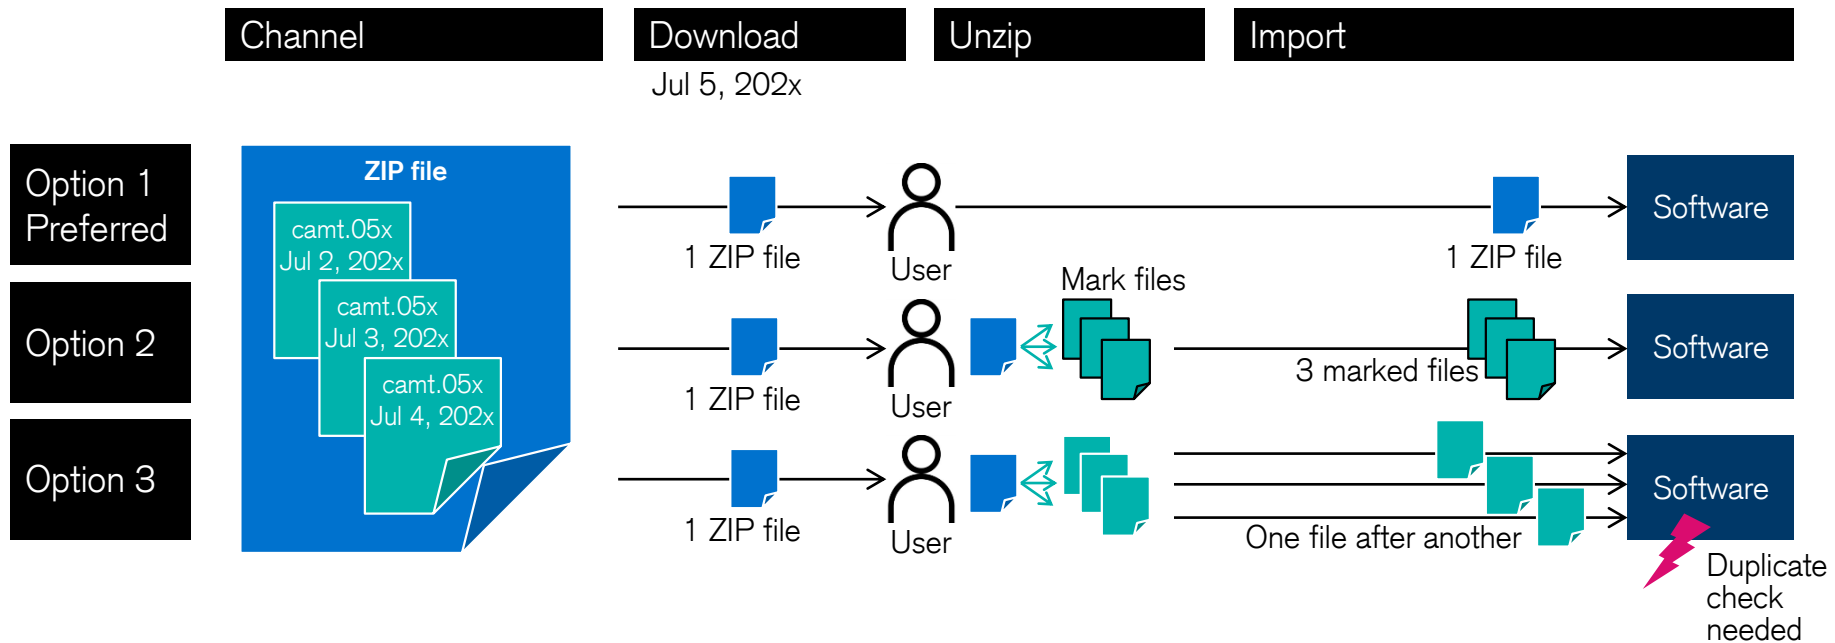 Channel
Download
Unzip
Import
Jul 5, 202x
Option 1
Preferred
ZIP file
camt.05x
Jul 2, 202x
camt.05x
Jul 3, 202x
camt.05x
Jul 4, 202x
1 ZIP file
User
1 ZIP file
Software
Option 2
1 ZIP file
User
Mark files
3 marked files
Software
Option 3
1 ZIP file
User
One file after another
Software
Duplicate
check
needed